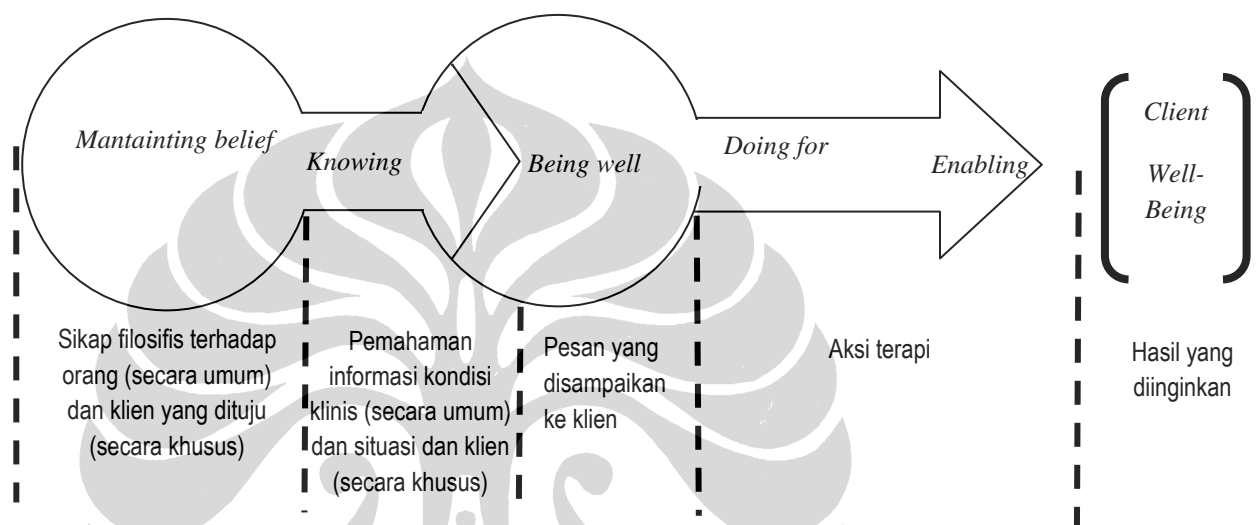 Mantainting belief
Knowing
Being well
Doing for
Enabling
Client
Well-
Being
Sikap filosifis terhadap
orang (secara umum)
dan klien yang dituju
(secara khusus)
Pemahaman
informasi kondisi
klinis (secara umum)
dan situasi dan klien
(secara khusus)
Pesan yang
disampaikan
ke klien
Aksi terapi
Hasil yang
diinginkan